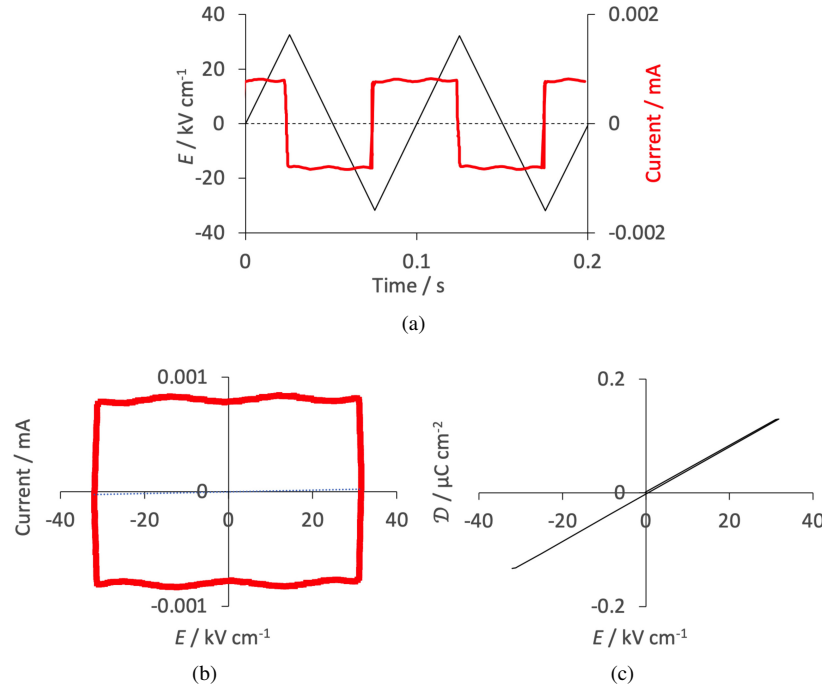 40
20
0
-20
-40
E / kV cm⁻¹
0.002
0
-0.002
Current / mA
0
0.1
0.2
Time / s
(a)
0.001
0
-0.001
Current / mA
-40
-20
0
20
40
E / kV cm⁻¹
(b)
0.2
0
-0.2
𝒟 / µC cm⁻²
-40
-20
0
20
40
E / kV cm⁻¹
(c)